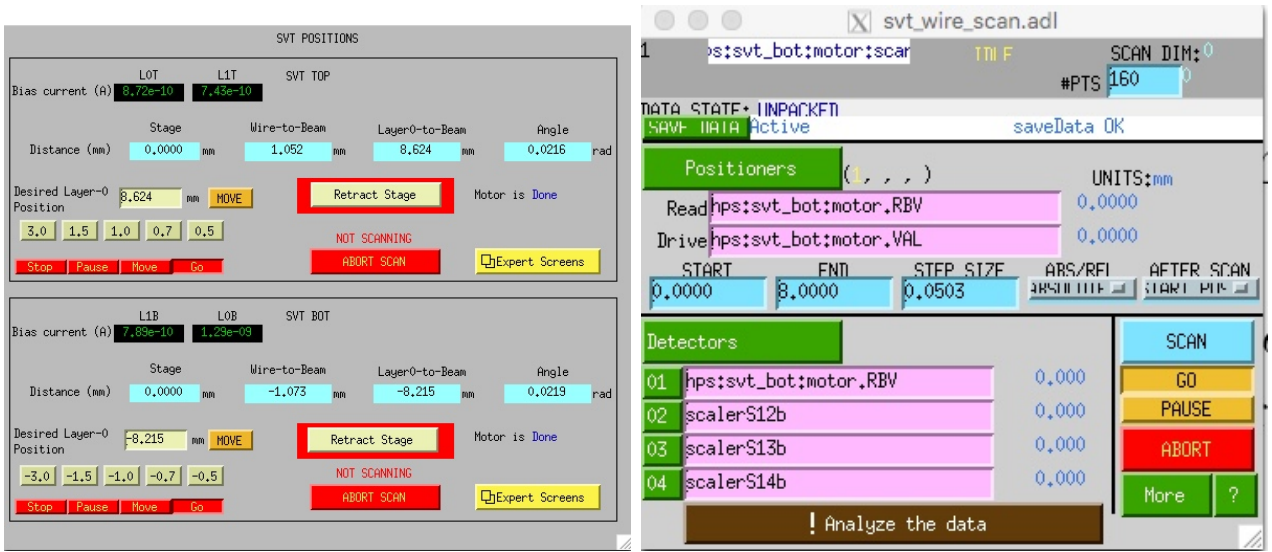 SVT POSITIONS
L0T L1T SVT TOP
Bias current (A) 8.72e-10 7.43e-10
Stage Wire-to-Beam Layer0-to-Beam Angle
Distance (mm) 0.0000 mm 1.052 mm 8.624 mm 0.0216 rad
Desired Layer-0
Position 8.624 mm MOVE Retract Stage Motor is Done
3.0 1.5 1.0 0.7 0.5
NOT SCANNING
Stop Pause Move Go ABORT SCAN Expert Screens
L1B L0B SVT BOT
Bias current (A) 7.89e-10 1.29e-09
Stage Wire-to-Beam Layer0-to-Beam Angle
Distance (mm) 0.0000 mm -1.073 mm -8.215 mm 0.0219 rad
Desired Layer-0
Position -8.215 mm MOVE Retract Stage Motor is Done
-3.0 -1.5 -1.0 -0.7 -0.5
NOT SCANNING
Stop Pause Move Go ABORT SCAN Expert Screens
X svt_wire_scan.adl
1 ps:svt_bot:motor:scan IDLE SCAN DIM: 0
#PTS 160 0
DATA STATE: UNPACKED
SAVE DATA Active saveData OK
Positioners (1, , , ) UNITS:mm
Read hps:svt_bot:motor.RBV 0.0000
Drive hps:svt_bot:motor.VAL 0.0000
START END STEP SIZE ABS/REL AFTER SCAN
0.0000 8.0000 0.0503 ABSOLUTE START POS
Detectors SCAN
01 hps:svt_bot:motor.RBV 0.000 GO
02 scalerS12b 0.000 PAUSE
03 scalerS13b 0.000 ABORT
04 scalerS14b 0.000
More ?
! Analyze the data